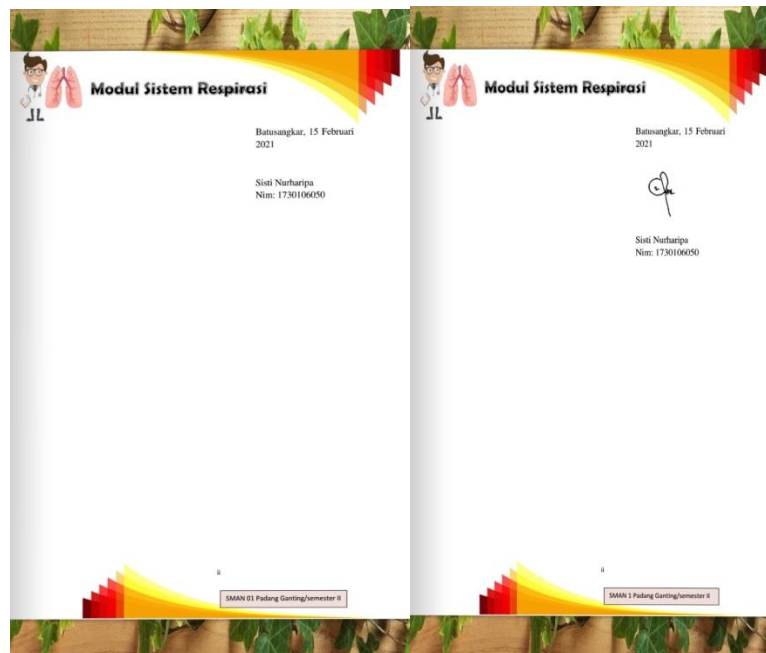 Modul Sistem Respirasi
Batusangkar, 15 Februari
2021
Sisti Nurharipa
Nim: 1730106050
ii
SMAN 01 Padang Ganting/semester II
Modul Sistem Respirasi
Batusangkar, 15 Februari
2021
Sisti Nurharipa
Nim: 1730106050
ii
SMAN 1 Padang Ganting/semester II